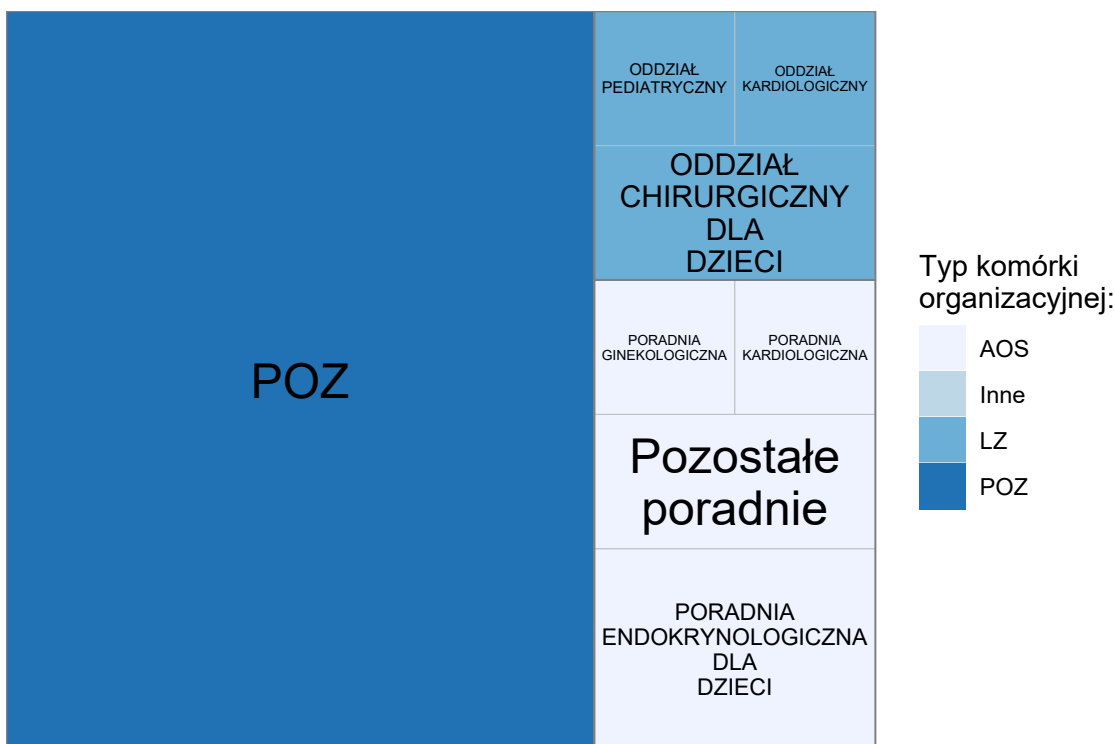 POZ
ODDZIAŁ
PEDIATRYCZNY
ODDZIAŁ
KARDIOLOGICZNY
ODDZIAŁ
CHIRURGICZNY
DLA
DZIECI
PORADNIA
GINEKOLOGICZNA
PORADNIA
KARDIOLOGICZNA
Pozostałe
poradnie
PORADNIA
ENDOKRYNOLOGICZNA
DLA
DZIECI
Typ komórki
organizacyjnej:
AOS
Inne
LZ
POZ